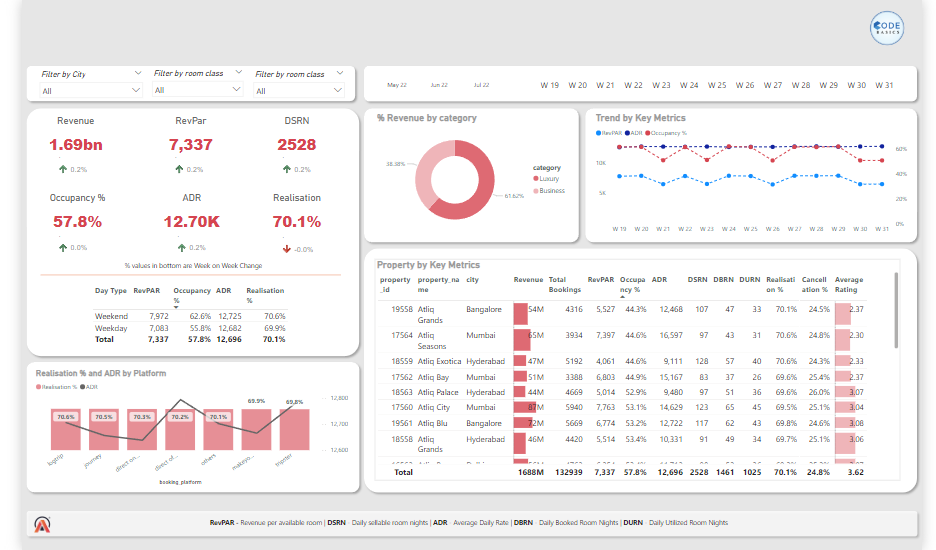 CODE
BASICS
Filter by City
Filter by room class
Filter by room class
All
All
All
May 22 Jun 22 Jul 22 W 19 W 20 W 21 W 22 W 23 W 24 W 25 W 26 W 27 W 28 W 29 W 30 W 31
Revenue RevPar DSRN
1.69bn 7,337 2528
0.2% 0.2% 0.2%
Occupancy % ADR Realisation
57.8% 12.70K 70.1%
0.0% 0.2% -0.0%
% values in bottom are Week on Week Change
Day Type RevPAR Occupancy % ADR Realisation %
Weekend 7,972 62.6% 12,725 70.6%
Weekday 7,083 55.8% 12,682 69.9%
Total 7,337 57.8% 12,696 70.1%
% Revenue by category
38.38%
61.62%
category
Luxury
Business
Trend by Key Metrics
RevPAR ADR Occupancy %
10K
5K
60%
40%
20%
0%
W 19 W 20 W 21 W 22 W 23 W 24 W 25 W 26 W 27 W 28 W 29 W 30 W 31
Property by Key Metrics
property_id property_name city Revenue Total Bookings RevPAR Occupancy % ADR DSRN DBRN DURN Realisation % Cancellation % Average Rating
19558 Atliq Grands Bangalore 54M 4316 5,527 44.3% 12,468 107 47 33 70.1% 24.5% 2.37
17564 Atliq Seasons Mumbai 65M 3934 7,397 44.6% 16,597 97 43 31 70.6% 24.8% 2.30
18559 Atliq Exotica Hyderabad 47M 5192 4,061 44.6% 9,111 128 57 40 70.6% 24.3% 2.33
17562 Atliq Bay Mumbai 51M 3388 6,803 44.9% 15,167 83 37 26 69.6% 25.4% 2.37
18563 Atliq Palace Hyderabad 44M 4669 5,014 52.9% 9,480 96 51 36 69.6% 26.0% 3.07
17560 Atliq City Mumbai 87M 5940 7,763 53.1% 14,629 123 65 45 69.5% 25.1% 3.04
19561 Atliq Blu Bangalore 72M 5669 6,774 53.2% 12,722 117 62 43 69.8% 24.6% 3.08
18558 Atliq Grands Hyderabad 46M 4420 5,514 53.4% 10,331 91 49 34 69.7% 25.1% 3.06
Total 1688M 132939 7,337 57.8% 12,696 2528 1461 1025 70.1% 24.8% 3.62
Realisation % and ADR by Platform
Realisation % ADR
70.6% 70.5% 70.3% 70.2% 70.1% 69.9% 69.8%
12,800
12,700
12,600
logtrip journey direct on... direct of... others makeyo... tripster
booking_platform
RevPAR - Revenue per available room | DSRN - Daily sellable room nights | ADR - Average Daily Rate | DBRN - Daily Booked Room Nights | DURN - Daily Utilized Room Nights